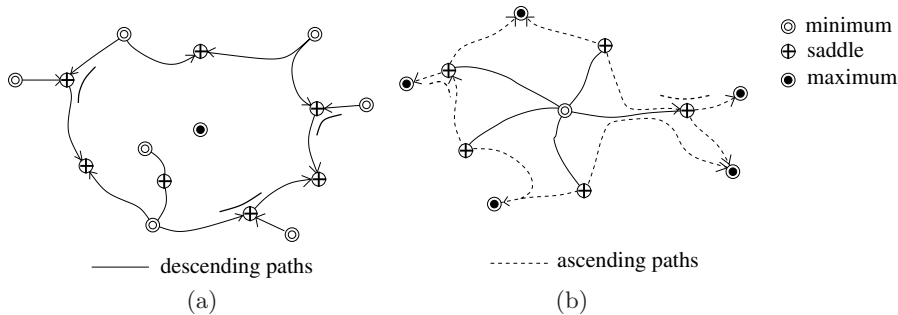 minimum
saddle
maximum
descending paths
ascending paths
(a)
(b)